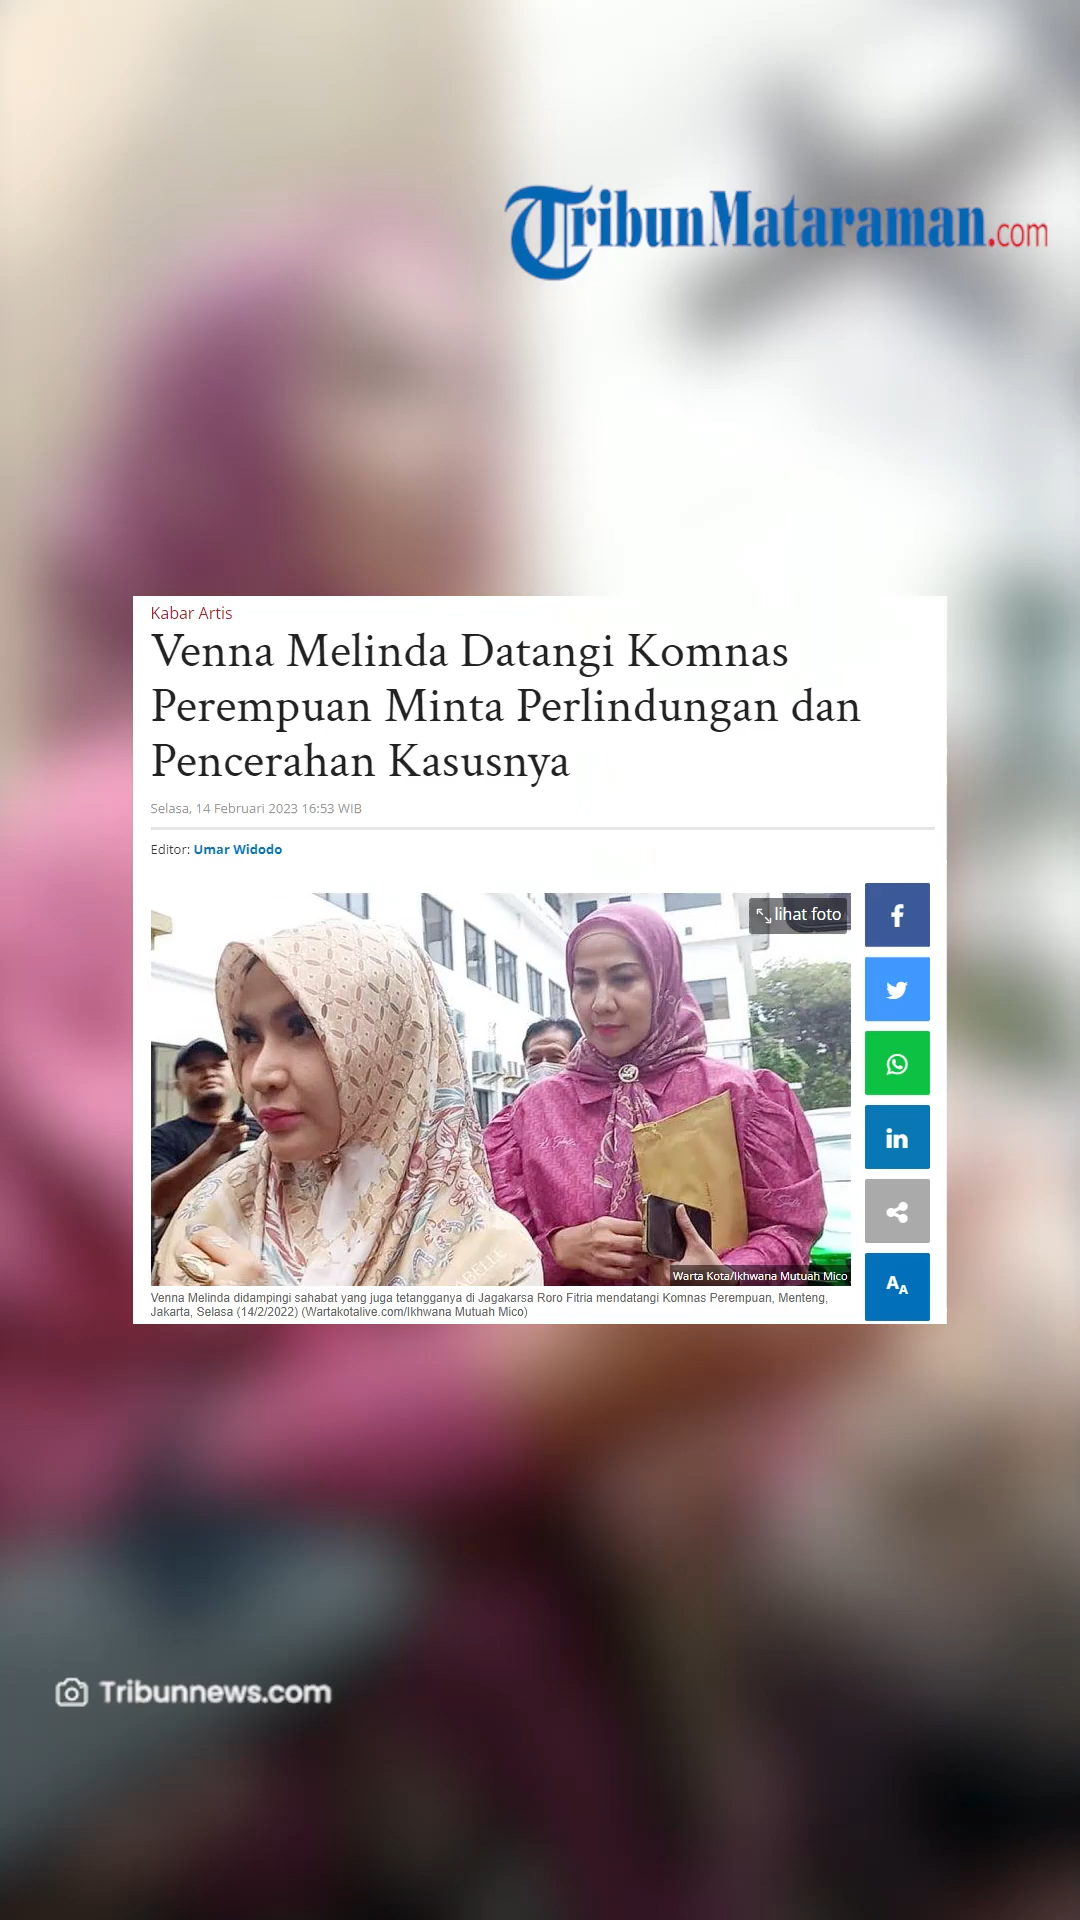 TribunMataraman.com
Kabar Artis
Venna Melinda Datangi Komnas
Perempuan Minta Perlindungan dan
Pencerahan Kasusnya
Selasa, 14 Februari 2023 16:53 WIB
Editor: Umar Widodo
lihat foto
Warta Kota/Ikhwana Mutuah Mico
Venna Melinda didampingi sahabat yang juga tetangganya di Jagakarsa Roro Fitria mendatangi Komnas Perempuan, Menteng,
Jakarta, Selasa (14/2/2022) (Wartakotalive.com/Ikhwana Mutuah Mico)
AA
Tribunnews.com